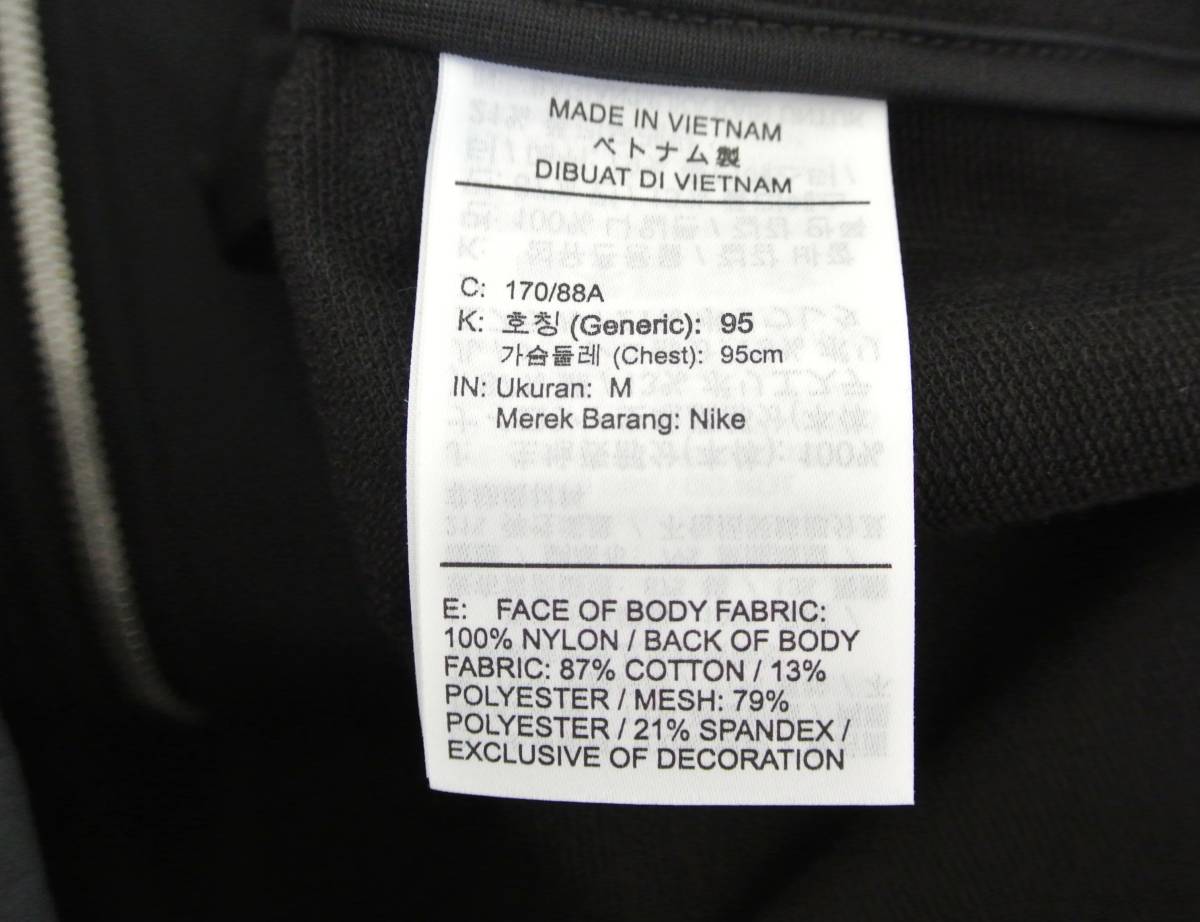 MADE IN VIETNAM
ベトナム製
DIBUAT DI VIETNAM
C: 170/88A
K: 호칭 (Generic): 95
가슴둘레 (Chest): 95cm
IN: Ukuran: M
Merek Barang: Nike
E: FACE OF BODY FABRIC:
100% NYLON / BACK OF BODY
FABRIC: 87% COTTON / 13%
POLYESTER / MESH: 79%
POLYESTER / 21% SPANDEX /
EXCLUSIVE OF DECORATION